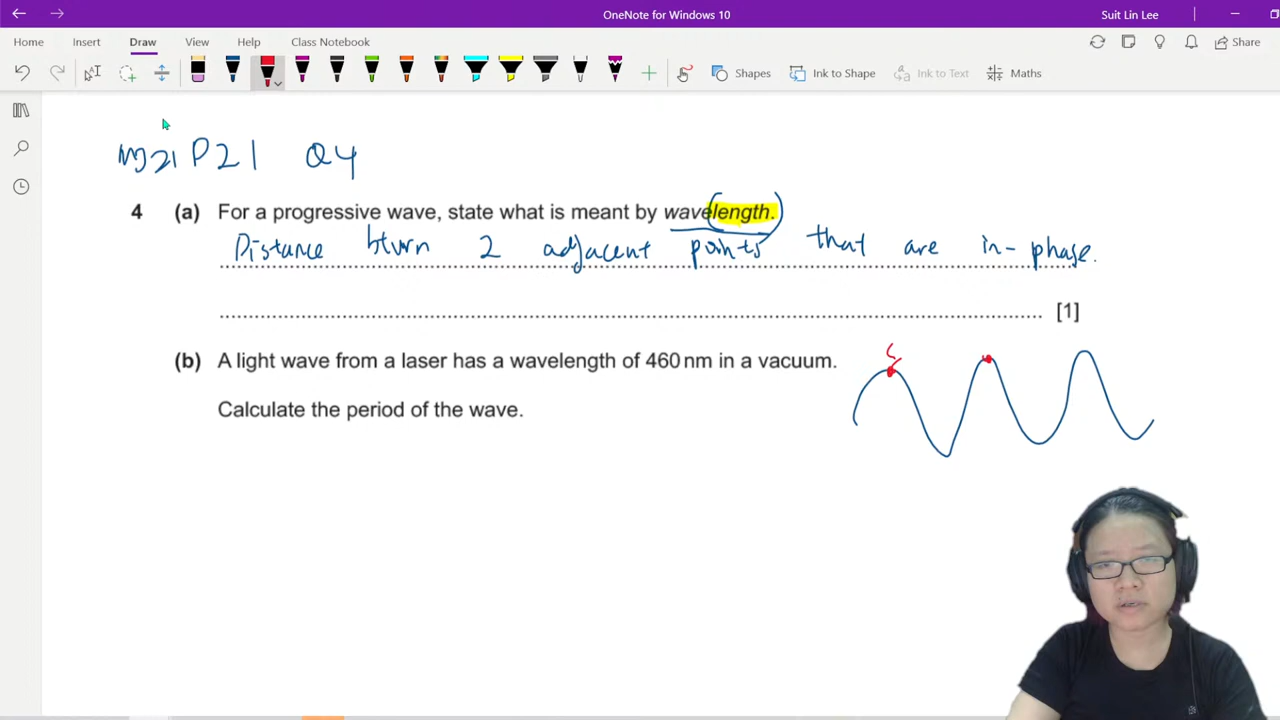 OneNote for Windows 10
Suit Lin Lee
Home Insert Draw View Help Class Notebook
Share
Shapes Ink to Shape Ink to Text Maths
P21 Q4
4 (a) For a progressive wave, state what is meant by wavelength.
Distance btwn 2 adjacent points that are in-phase.
[1]
(b) A light wave from a laser has a wavelength of 460 nm in a vacuum.
Calculate the period of the wave.